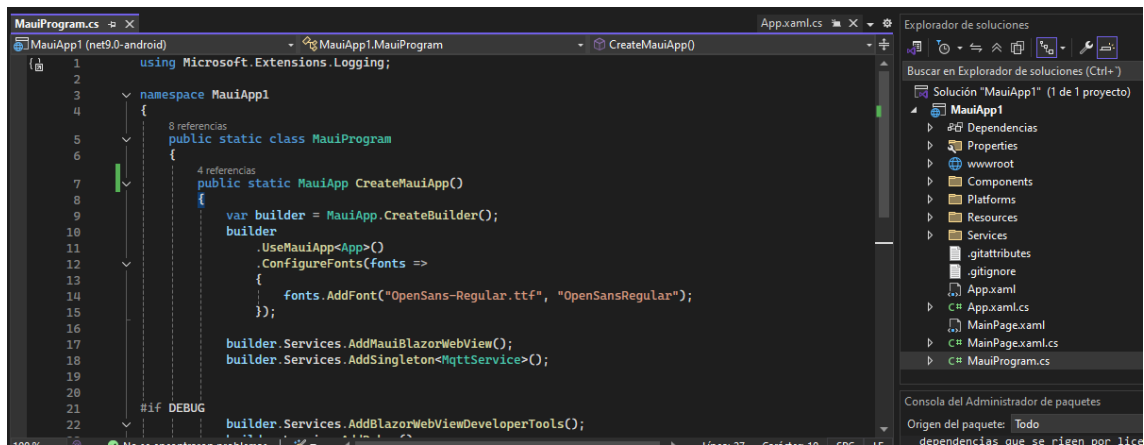 MauiProgram.cs
App.xaml.cs
MauiApp1 (net9.0-android)
MauiApp1.MauiProgram
CreateMauiApp()
1 using Microsoft.Extensions.Logging;
2
3 namespace MauiApp1
4 {
8 referencias
5 public static class MauiProgram
6 {
4 referencias
7 public static MauiApp CreateMauiApp()
8 {
9 var builder = MauiApp.CreateBuilder();
10 builder
11 .UseMauiApp<App>()
12 .ConfigureFonts(fonts =>
13 {
14 fonts.AddFont("OpenSans-Regular.ttf", "OpenSansRegular");
15 });
16
17 builder.Services.AddMauiBlazorWebView();
18 builder.Services.AddSingleton<MqttService>();
19
20
21 #if DEBUG
22 builder.Services.AddBlazorWebViewDeveloperTools();
Explorador de soluciones
Buscar en Explorador de soluciones (Ctrl+¨)
Solución "MauiApp1" (1 de 1 proyecto)
MauiApp1
Dependencias
Properties
wwwroot
Components
Platforms
Resources
Services
.gitattributes
.gitignore
App.xaml
C# App.xaml.cs
MainPage.xaml
C# MainPage.xaml.cs
C# MauiProgram.cs
Consola del Administrador de paquetes
Origen del paquete: Todo
dependencias que se rigen por lice